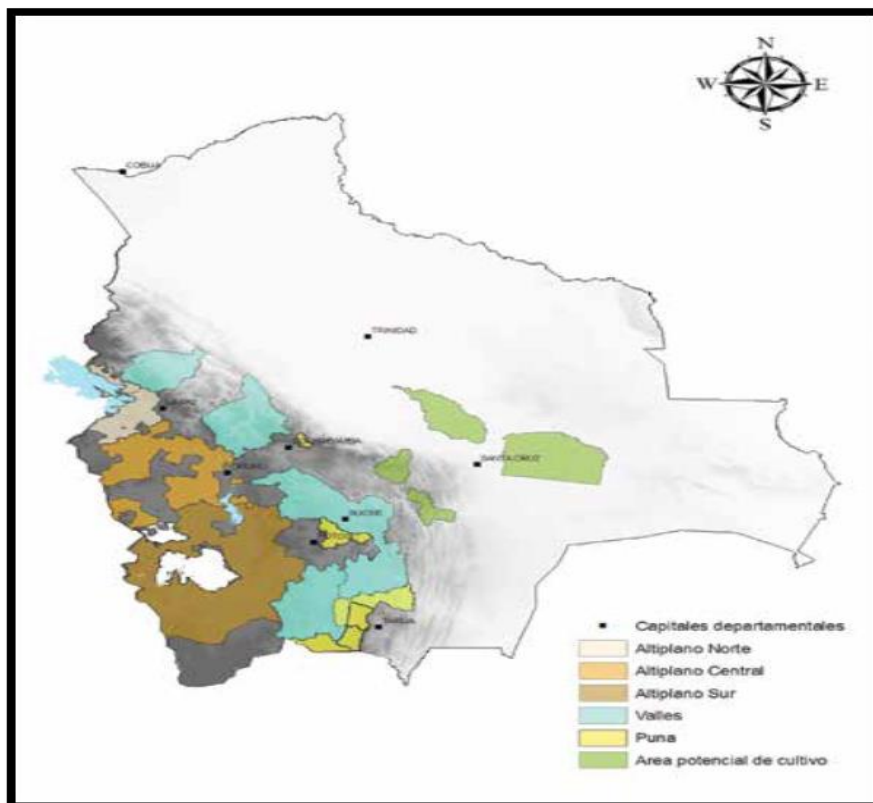 N
W E
S
COBIJA
TRINIDAD
SANTA CRUZ
SUCRE
TARIJA
Capitales departamentales
Altiplano Norte
Altiplano Central
Altiplano Sur
Valles
Puna
Area potencial de cultivo